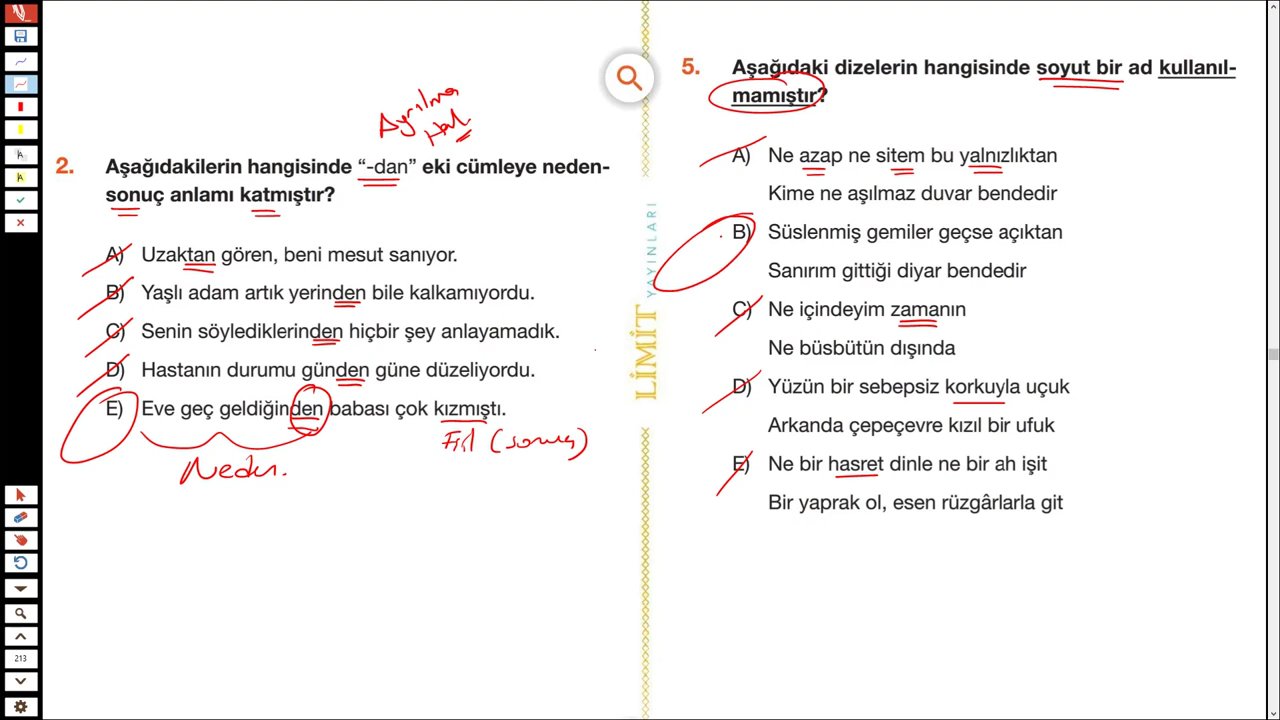 Ayrılma
Hal
2. Aşağıdakilerin hangisinde “-dan” eki cümleye neden-
sonuç anlamı katmıştır?
A) Uzaktan gören, beni mesut sanıyor.
B) Yaşlı adam artık yerinden bile kalkamıyordu.
C) Senin söylediklerinden hiçbir şey anlayamadık.
D) Hastanın durumu günden güne düzeliyordu.
E) Eve geç geldiğinden babası çok kızmıştı.
Fiil (sonuç)
Neden.
LİMİT YAYINLARI
5. Aşağıdaki dizelerin hangisinde soyut bir ad kullanıl-
mamıştır?
A) Ne azap ne sitem bu yalnızlıktan
Kime ne aşılmaz duvar bendedir
B) Süslenmiş gemiler geçse açıktan
Sanırım gittiği diyar bendedir
C) Ne içindeyim zamanın
Ne büsbütün dışında
D) Yüzün bir sebepsiz korkuyla uçuk
Arkanda çepeçevre kızıl bir ufuk
E) Ne bir hasret dinle ne bir ah işit
Bir yaprak ol, esen rüzgârlarla git
213